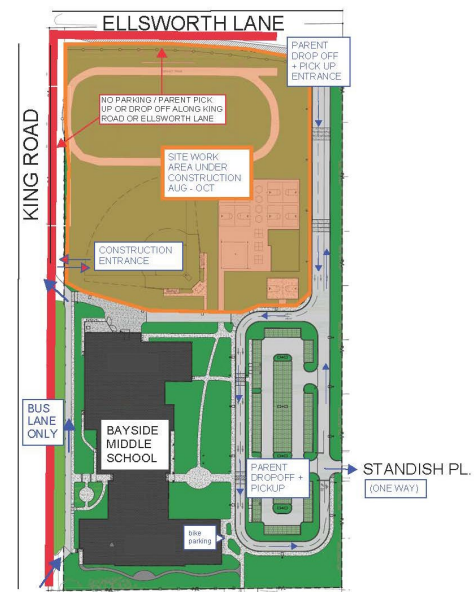 ELLSWORTH LANE
PARENT
DROP OFF
+ PICK UP
ENTRANCE
NO PARKING / PARENT PICK
UP OR DROP OFF ALONG KING
ROAD OR ELLSWORTH LANE
KING ROAD
SITE WORK
AREA UNDER
CONSTRUCTION
AUG - OCT
CONSTRUCTION
ENTRANCE
BUS
LANE
ONLY
BAYSIDE
MIDDLE
SCHOOL
PARENT
DROPOFF +
PICKUP
STANDISH PL.
(ONE WAY)
bike
parking